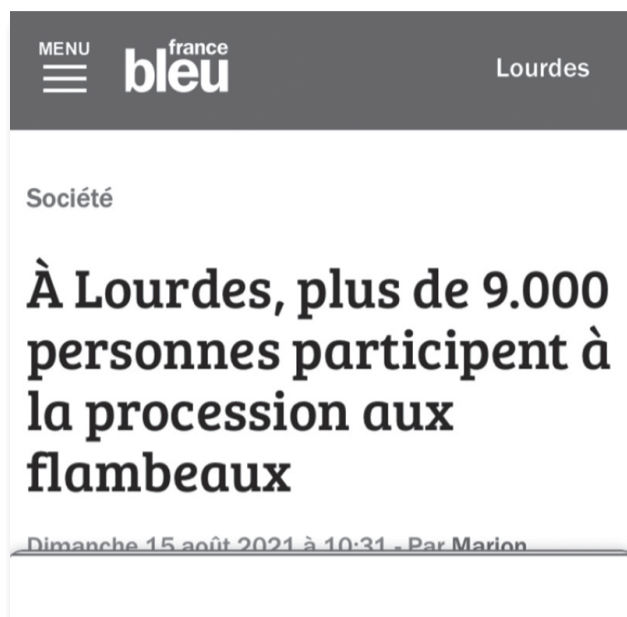 MENU
france
bleu
Lourdes
Société
À Lourdes, plus de 9.000
personnes participent à
la procession aux
flambeaux
Dimanche 15 août 2021 à 10:31 - Par Marion